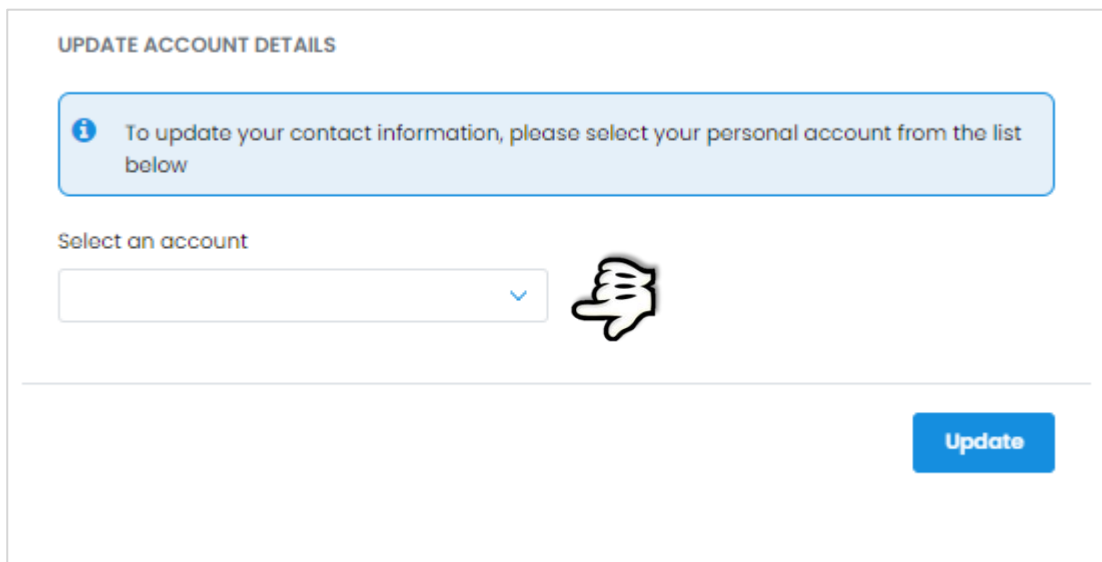 UPDATE ACCOUNT DETAILS
To update your contact information, please select your personal account from the list
below
Select an account
Update